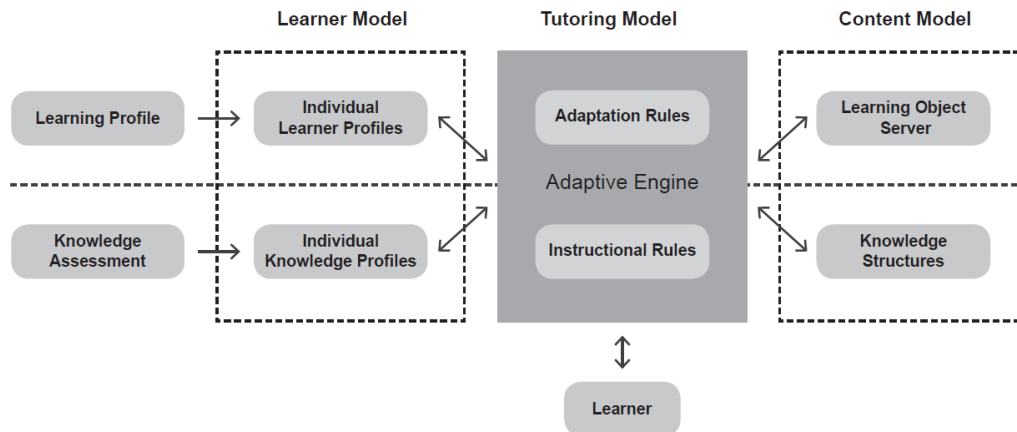 Learner Model
Tutoring Model
Content Model
Learning Profile
Individual
Learner Profiles
Adaptation Rules
Learning Object
Server
Adaptive Engine
Knowledge
Assessment
Individual
Knowledge Profiles
Instructional Rules
Knowledge
Structures
Learner